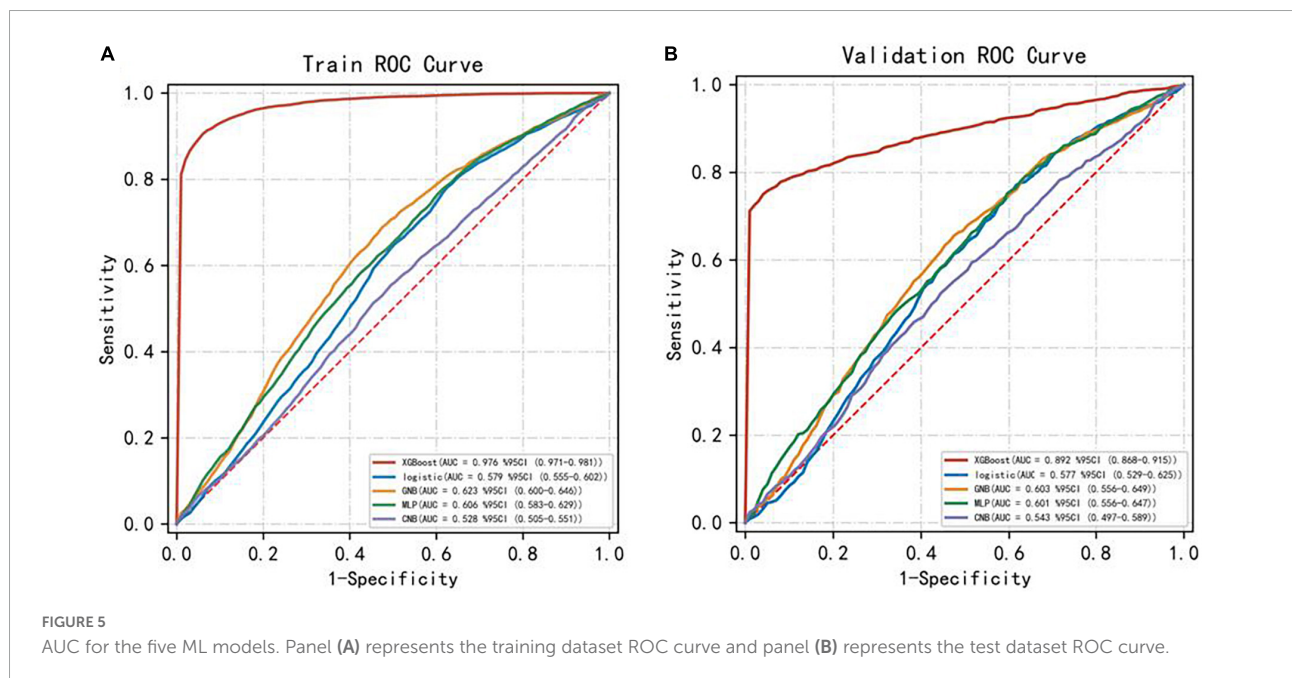 A
Train ROC Curve
1.0
0.8
0.6
0.4
0.2
0.0
Sensitivity
XGBoost(AUC = 0.976 %95CI (0.971-0.981))
logistic(AUC = 0.579 %95CI (0.555-0.602))
GNB(AUC = 0.623 %95CI (0.600-0.646))
MLP(AUC = 0.606 %95CI (0.583-0.629))
CNB(AUC = 0.528 %95CI (0.505-0.551))
0.0 0.2 0.4 0.6 0.8 1.0
1-Specificity
B
Validation ROC Curve
1.0
0.8
0.6
0.4
0.2
0.0
Sensitivity
XGBoost(AUC = 0.892 %95CI (0.868-0.915))
logistic(AUC = 0.577 %95CI (0.529-0.625))
GNB(AUC = 0.603 %95CI (0.556-0.649))
MLP(AUC = 0.601 %95CI (0.556-0.647))
CNB(AUC = 0.543 %95CI (0.497-0.589))
0.0 0.2 0.4 0.6 0.8 1.0
1-Specificity
FIGURE 5
AUC for the five ML models. Panel (A) represents the training dataset ROC curve and panel (B) represents the test dataset ROC curve.